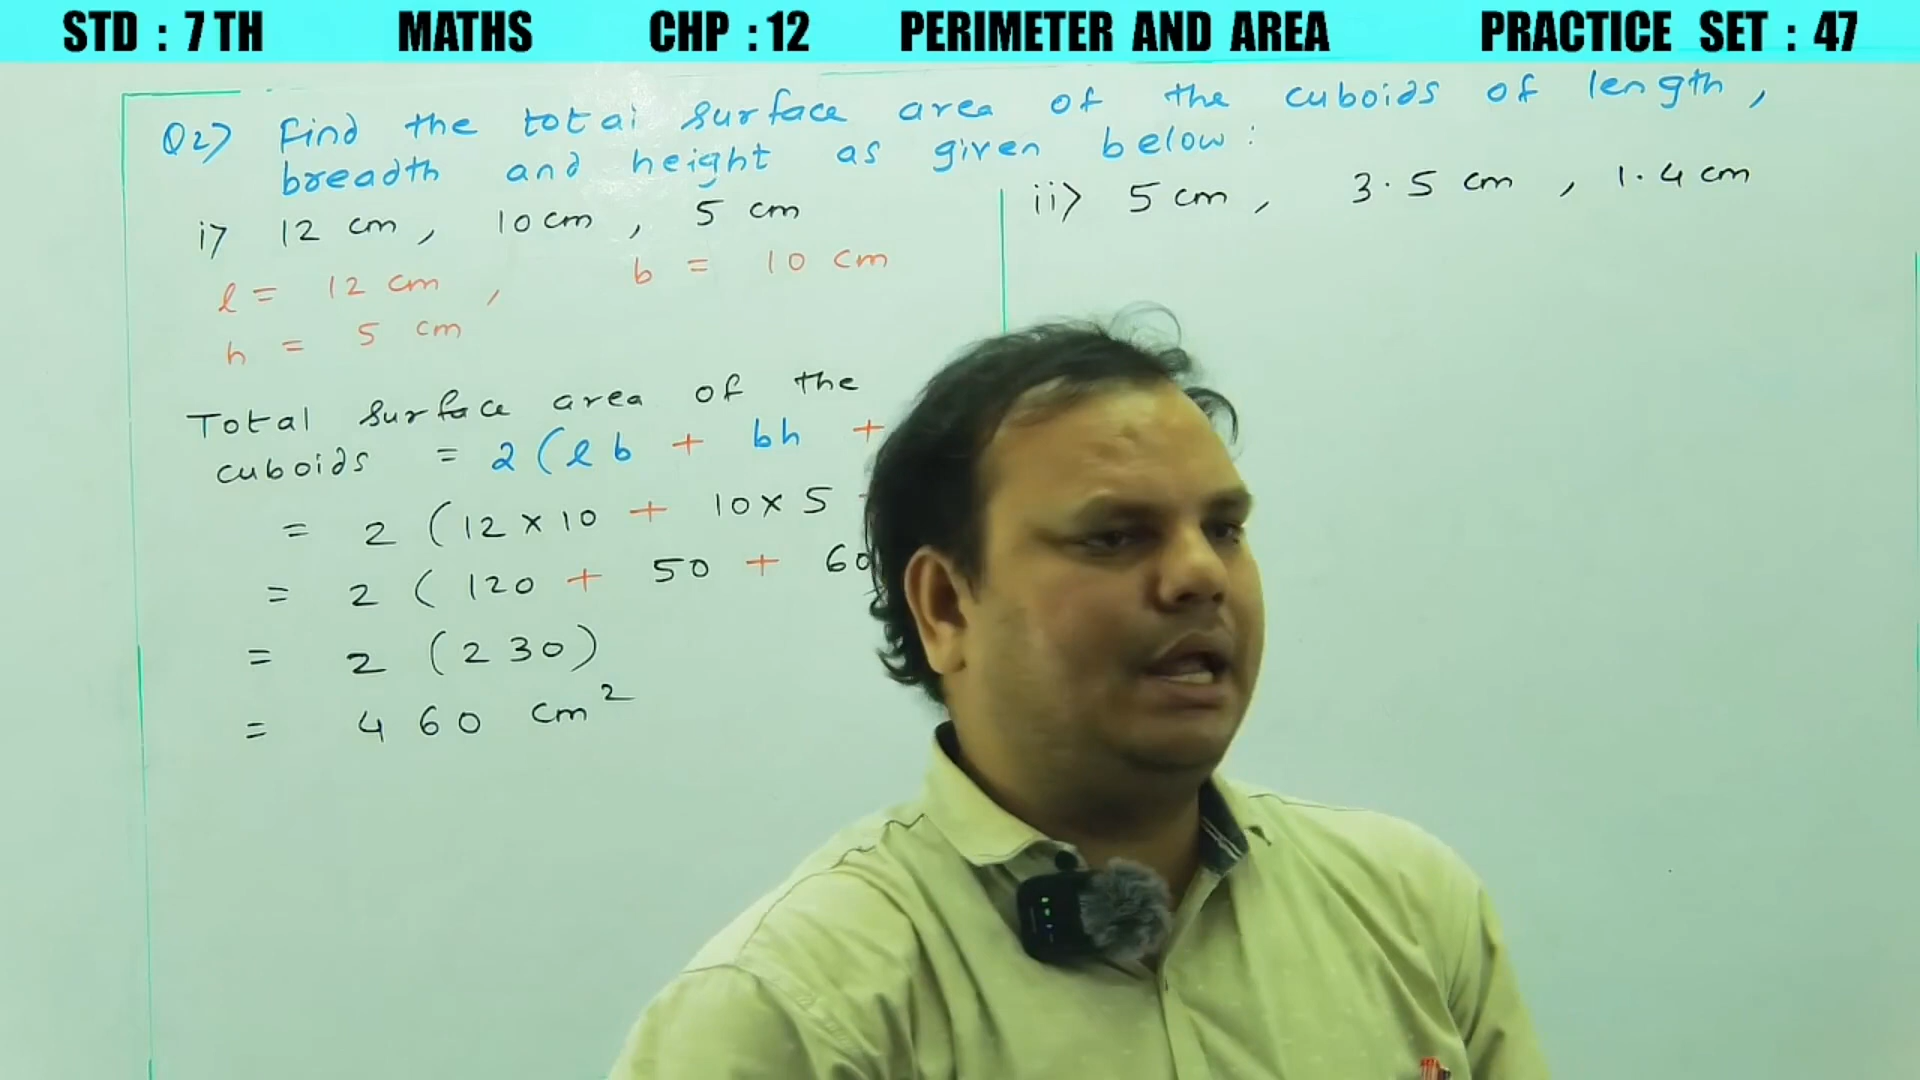 STD : 7TH MATHS CHP : 12 PERIMETER AND AREA PRACTICE SET : 47
Q2) Find the total surface area of the cuboids of length,
breadth and height as given below:
i) 12 cm, 10 cm, 5 cm
ii) 5 cm, 3.5 cm, 1.4 cm
l = 12 cm, b = 10 cm
h = 5 cm
Total surface area of the
cuboids = 2 (lb + bh +
= 2 (12 × 10 + 10 × 5
= 2 (120 + 50 + 60
= 2 (230)
= 460 cm²